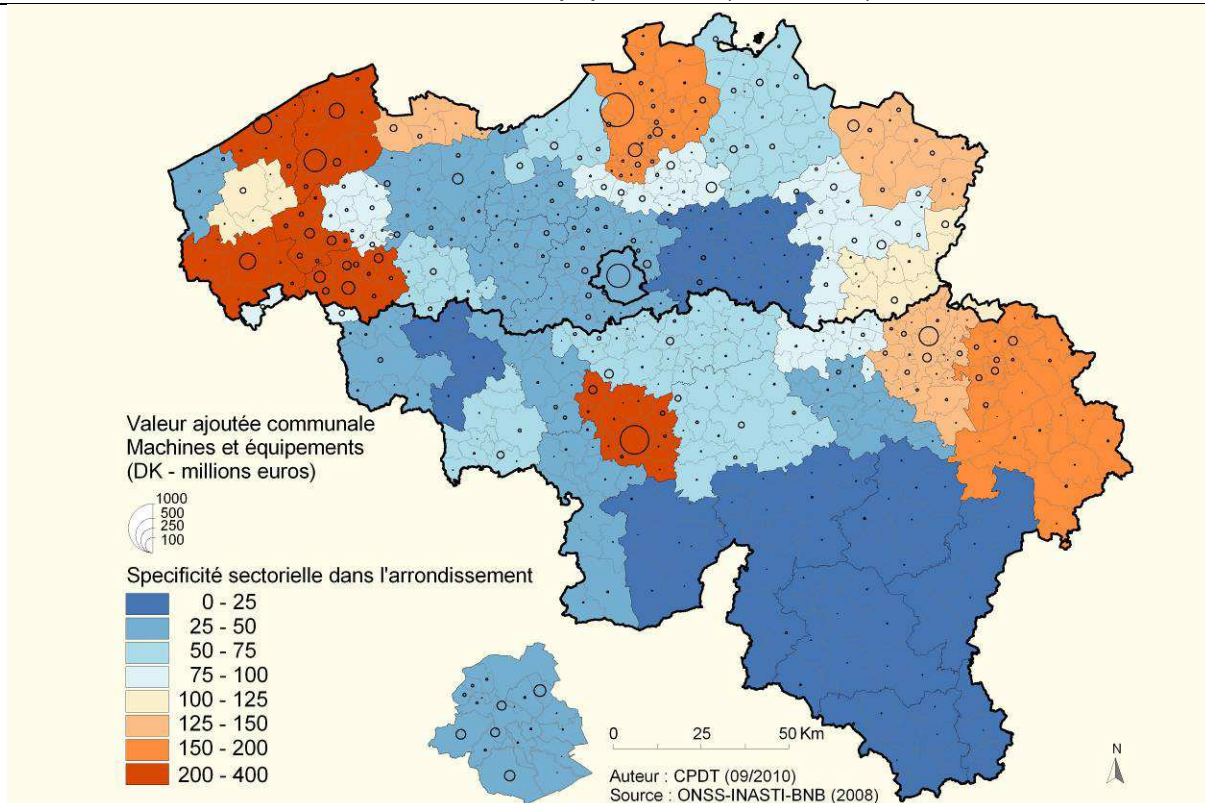 Valeur ajoutée communale
Machines et équipements
(DK - millions euros)
1000
500
250
100
Specificité sectorielle dans l'arrondissement
0 - 25
25 - 50
50 - 75
75 - 100
100 - 125
125 - 150
150 - 200
200 - 400
0 25 50 Km
Auteur : CPDT (09/2010)
Source : ONSS-INASTI-BNB (2008)
N